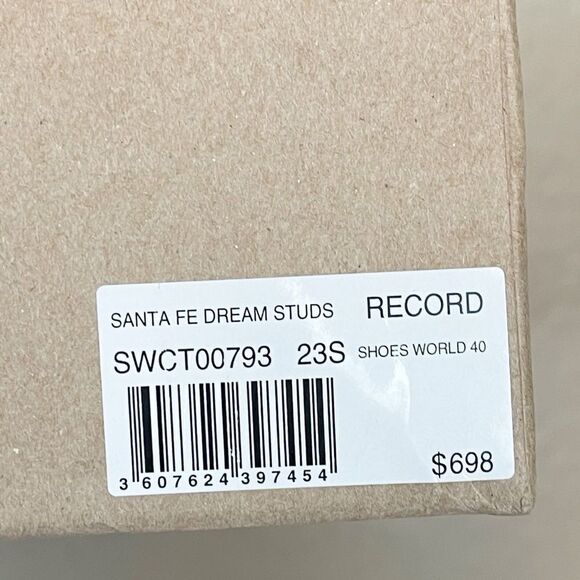 SANTA FE DREAM STUDS RECORD
SWCT00793 23S SHOES WORLD 40
3 607624 397454
$698